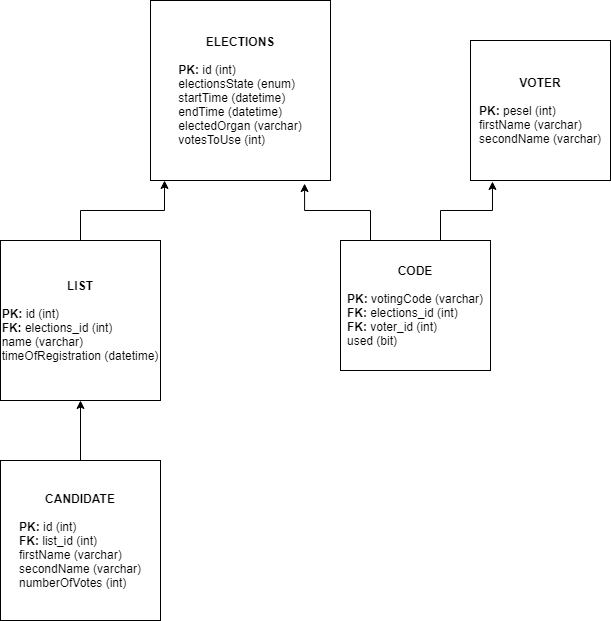 ELECTIONS
PK: id (int)
electionsState (enum)
startTime (datetime)
endTime (datetime)
electedOrgan (varchar)
votesToUse (int)
VOTER
PK: pesel (int)
firstName (varchar)
secondName (varchar)
LIST
PK: id (int)
FK: elections_id (int)
name (varchar)
timeOfRegistration (datetime)
CODE
PK: votingCode (varchar)
FK: elections_id (int)
FK: voter_id (int)
used (bit)
CANDIDATE
PK: id (int)
FK: list_id (int)
firstName (varchar)
secondName (varchar)
numberOfVotes (int)